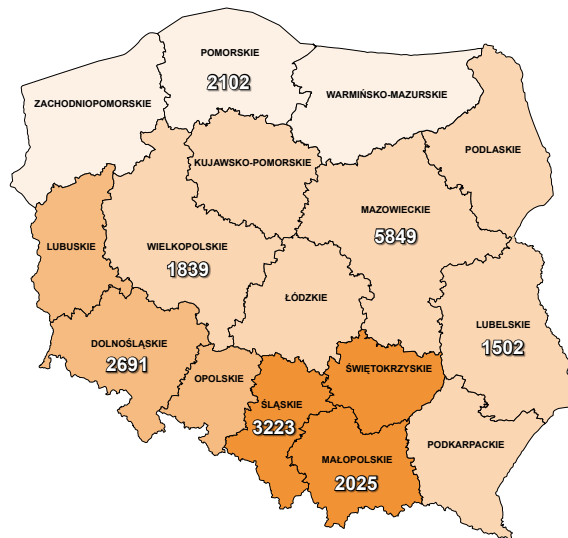 POMORSKIE
2102
ZACHODNIOPOMORSKIE
WARMIŃSKO-MAZURSKIE
PODLASKIE
KUJAWSKO-POMORSKIE
MAZOWIECKIE
5849
LUBUSKIE
WIELKOPOLSKIE
1839
ŁÓDZKIE
LUBELSKIE
1502
DOLNOŚLĄSKIE
2691
OPOLSKIE
ŚWIĘTOKRZYSKIE
ŚLĄSKIE
3223
MAŁOPOLSKIE
2025
PODKARPACKIE